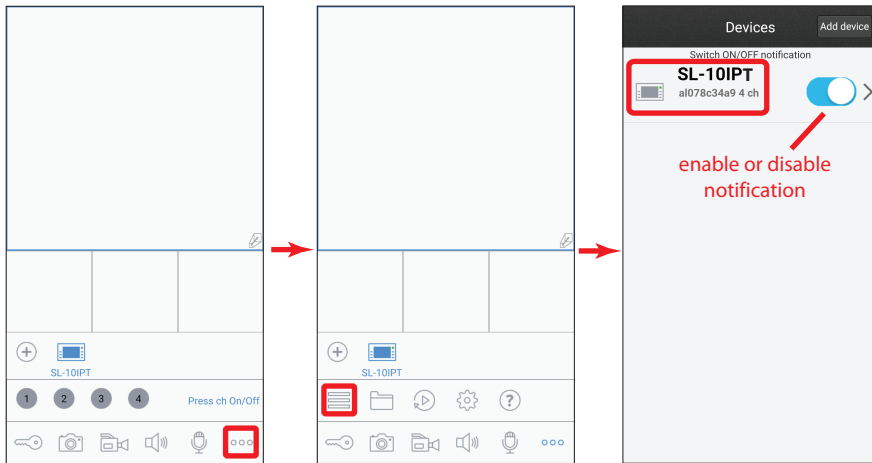 SL-10IPT
1 2 3 4 Press ch On/Off
SL-10IPT
?
Devices Add device
Switch ON/OFF notification
SL-10IPT
al078c34a9 4 ch
enable or disable
notification